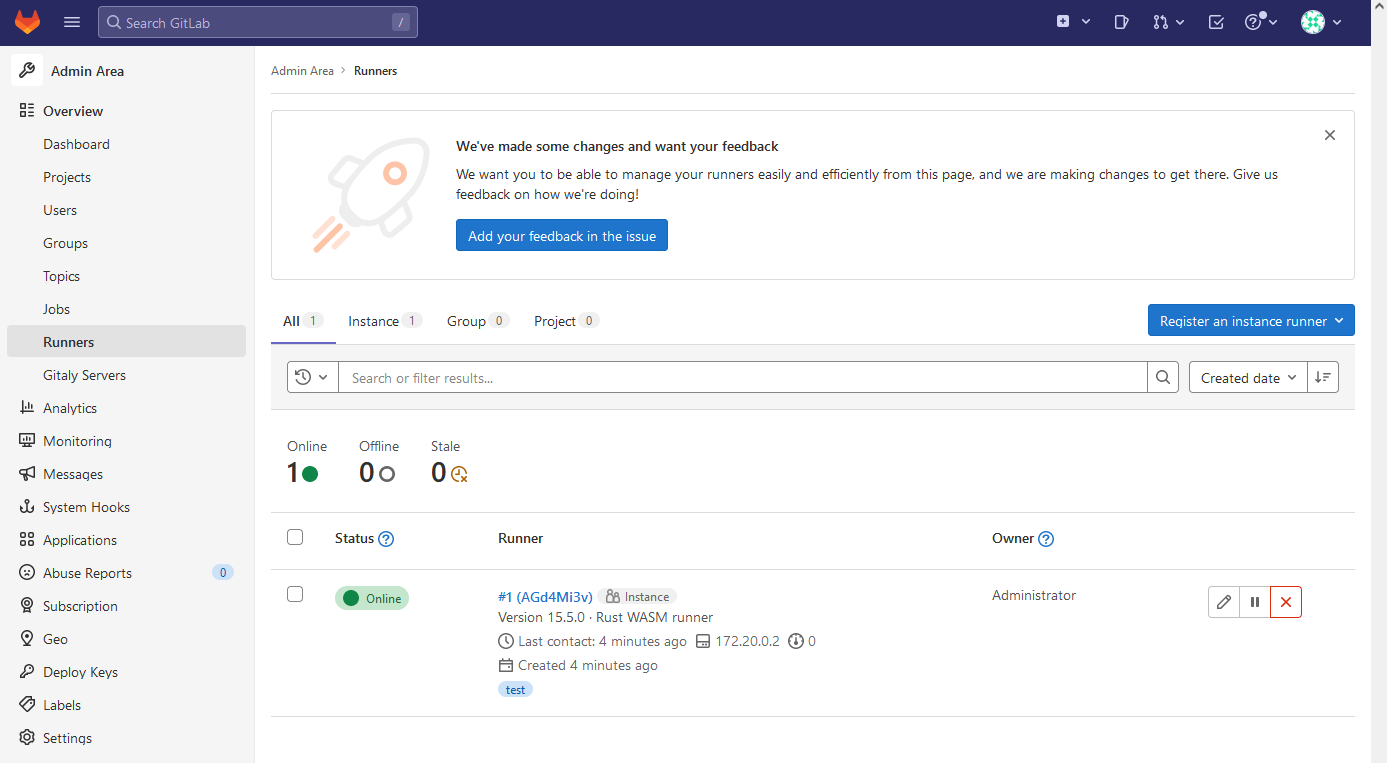 Search GitLab /
Admin Area
Overview
Dashboard
Projects
Users
Groups
Topics
Jobs
Runners
Gitaly Servers
Analytics
Monitoring
Messages
System Hooks
Applications
Abuse Reports 0
Subscription
Geo
Deploy Keys
Labels
Settings
Admin Area › Runners
We've made some changes and want your feedback
We want you to be able to manage your runners easily and efficiently from this page, and we are making changes to get there. Give us
feedback on how we're doing!
Add your feedback in the issue
All 1 Instance 1 Group 0 Project 0 Register an instance runner
Search or filter results... Created date
Online Offline Stale
1 0 0
Status Runner Owner
Online #1 (AGd4Mi3v) Instance Administrator
Version 15.5.0 · Rust WASM runner
Last contact: 4 minutes ago 172.20.0.2 0
Created 4 minutes ago
test